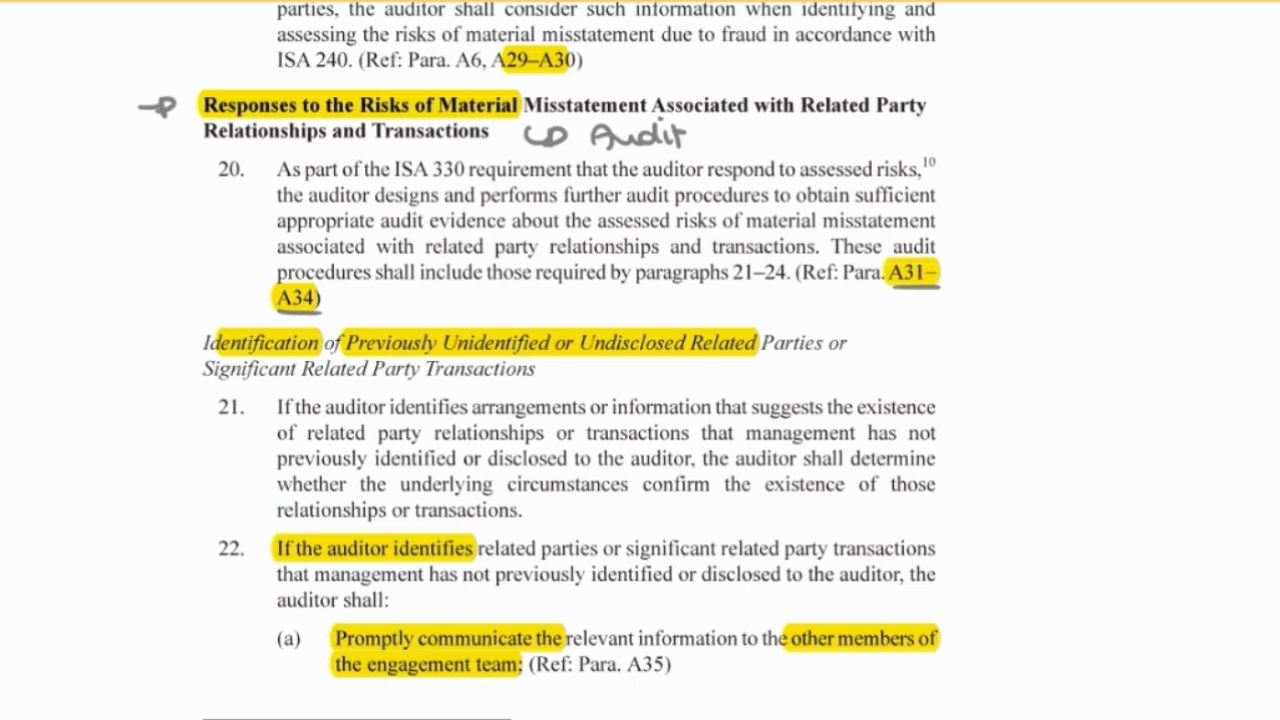 parties, the auditor shall consider such information when identifying and
assessing the risks of material misstatement due to fraud in accordance with
ISA 240. (Ref: Para. A6, A29–A30)
Responses to the Risks of Material Misstatement Associated with Related Party
Relationships and Transactions Audit
20. As part of the ISA 330 requirement that the auditor respond to assessed risks,10
the auditor designs and performs further audit procedures to obtain sufficient
appropriate audit evidence about the assessed risks of material misstatement
associated with related party relationships and transactions. These audit
procedures shall include those required by paragraphs 21–24. (Ref: Para. A31–
A34)
Identification of Previously Unidentified or Undisclosed Related Parties or
Significant Related Party Transactions
21. If the auditor identifies arrangements or information that suggests the existence
of related party relationships or transactions that management has not
previously identified or disclosed to the auditor, the auditor shall determine
whether the underlying circumstances confirm the existence of those
relationships or transactions.
22. If the auditor identifies related parties or significant related party transactions
that management has not previously identified or disclosed to the auditor, the
auditor shall:
(a) Promptly communicate the relevant information to the other members of
the engagement team; (Ref: Para. A35)